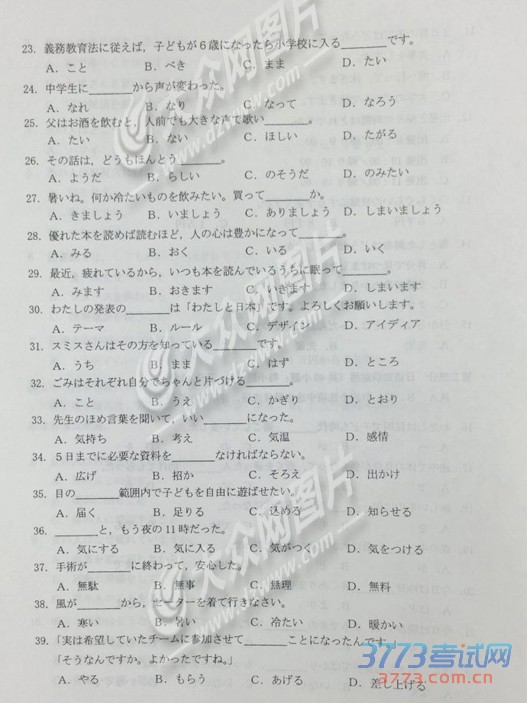 23. 義務教育法に従えば，子どもが６歳になったら小学校に入る________です。
A．こと B．べき C．まま D．たい
24. 中学生に________から声が変わった。
A．なれ B．なり C．なって D．なろう
25. 父はお酒を飲むと，人前でも大きな声で歌い________。
A．たい B．ない C．ほしい D．たがる
26. その話は，どうもほんとう________。
A．ようだ B．らしい C．のそうだ D．のみたい
27. 暑いね。何か冷たいものを飲みたい。買って________か。
A．きましょう B．いましょう C．ありましょう D．しまいましょう
28. 優れた本を読めば読むほど，人の心は豊かになって________。
A．みる B．おく C．いる D．いく
29. 最近，疲れているから，いつも本を読んでいるうちに眠って________。
A．みます B．おきます C．いきます D．しまいます
30. わたしの発表の________は「わたしと日本」です。よろしくお願いします。
A．テーマ B．ルール C．デザイン D．アイディア
31. スミスさんはその方を知っている________です。
A．うち B．まま C．はず D．ところ
32. ごみはそれぞれ自分でちゃんと片づける________。
A．こと B．うえ C．かぎり D．とおり
33. 先生のほめ言葉を聞いて，いい________になった。
A．気持ち B．考え C．気温 D．感情
34. ５日までに必要な資料を________なければならない。
A．広げ B．招か C．そろえ D．出かけ
35. 目の________範囲内で子どもを自由に遊ばせたい。
A．届く B．足りる C．込める D．知らせる
36. ________と，もう夜の 11 時だった。
A．気にする B．気に入る C．気がつく D．気をつける
37. 手術が________に終わって，安心した。
A．無駄 B．無事 C．無理 D．無料
38. 風が________から，セーターを着て行きなさい。
A．寒い B．暑い C．冷たい D．暖かい
39. 「実は希望していたチームに参加させて________ことになったんです。」
「そうなんですか。よかったですね。」
A．やる B．もらう C．あげる D．差し上げる
大众网图片
www.dzwww.com
大众网图片
大众网图片
3773考试网
www.3773.com.cn